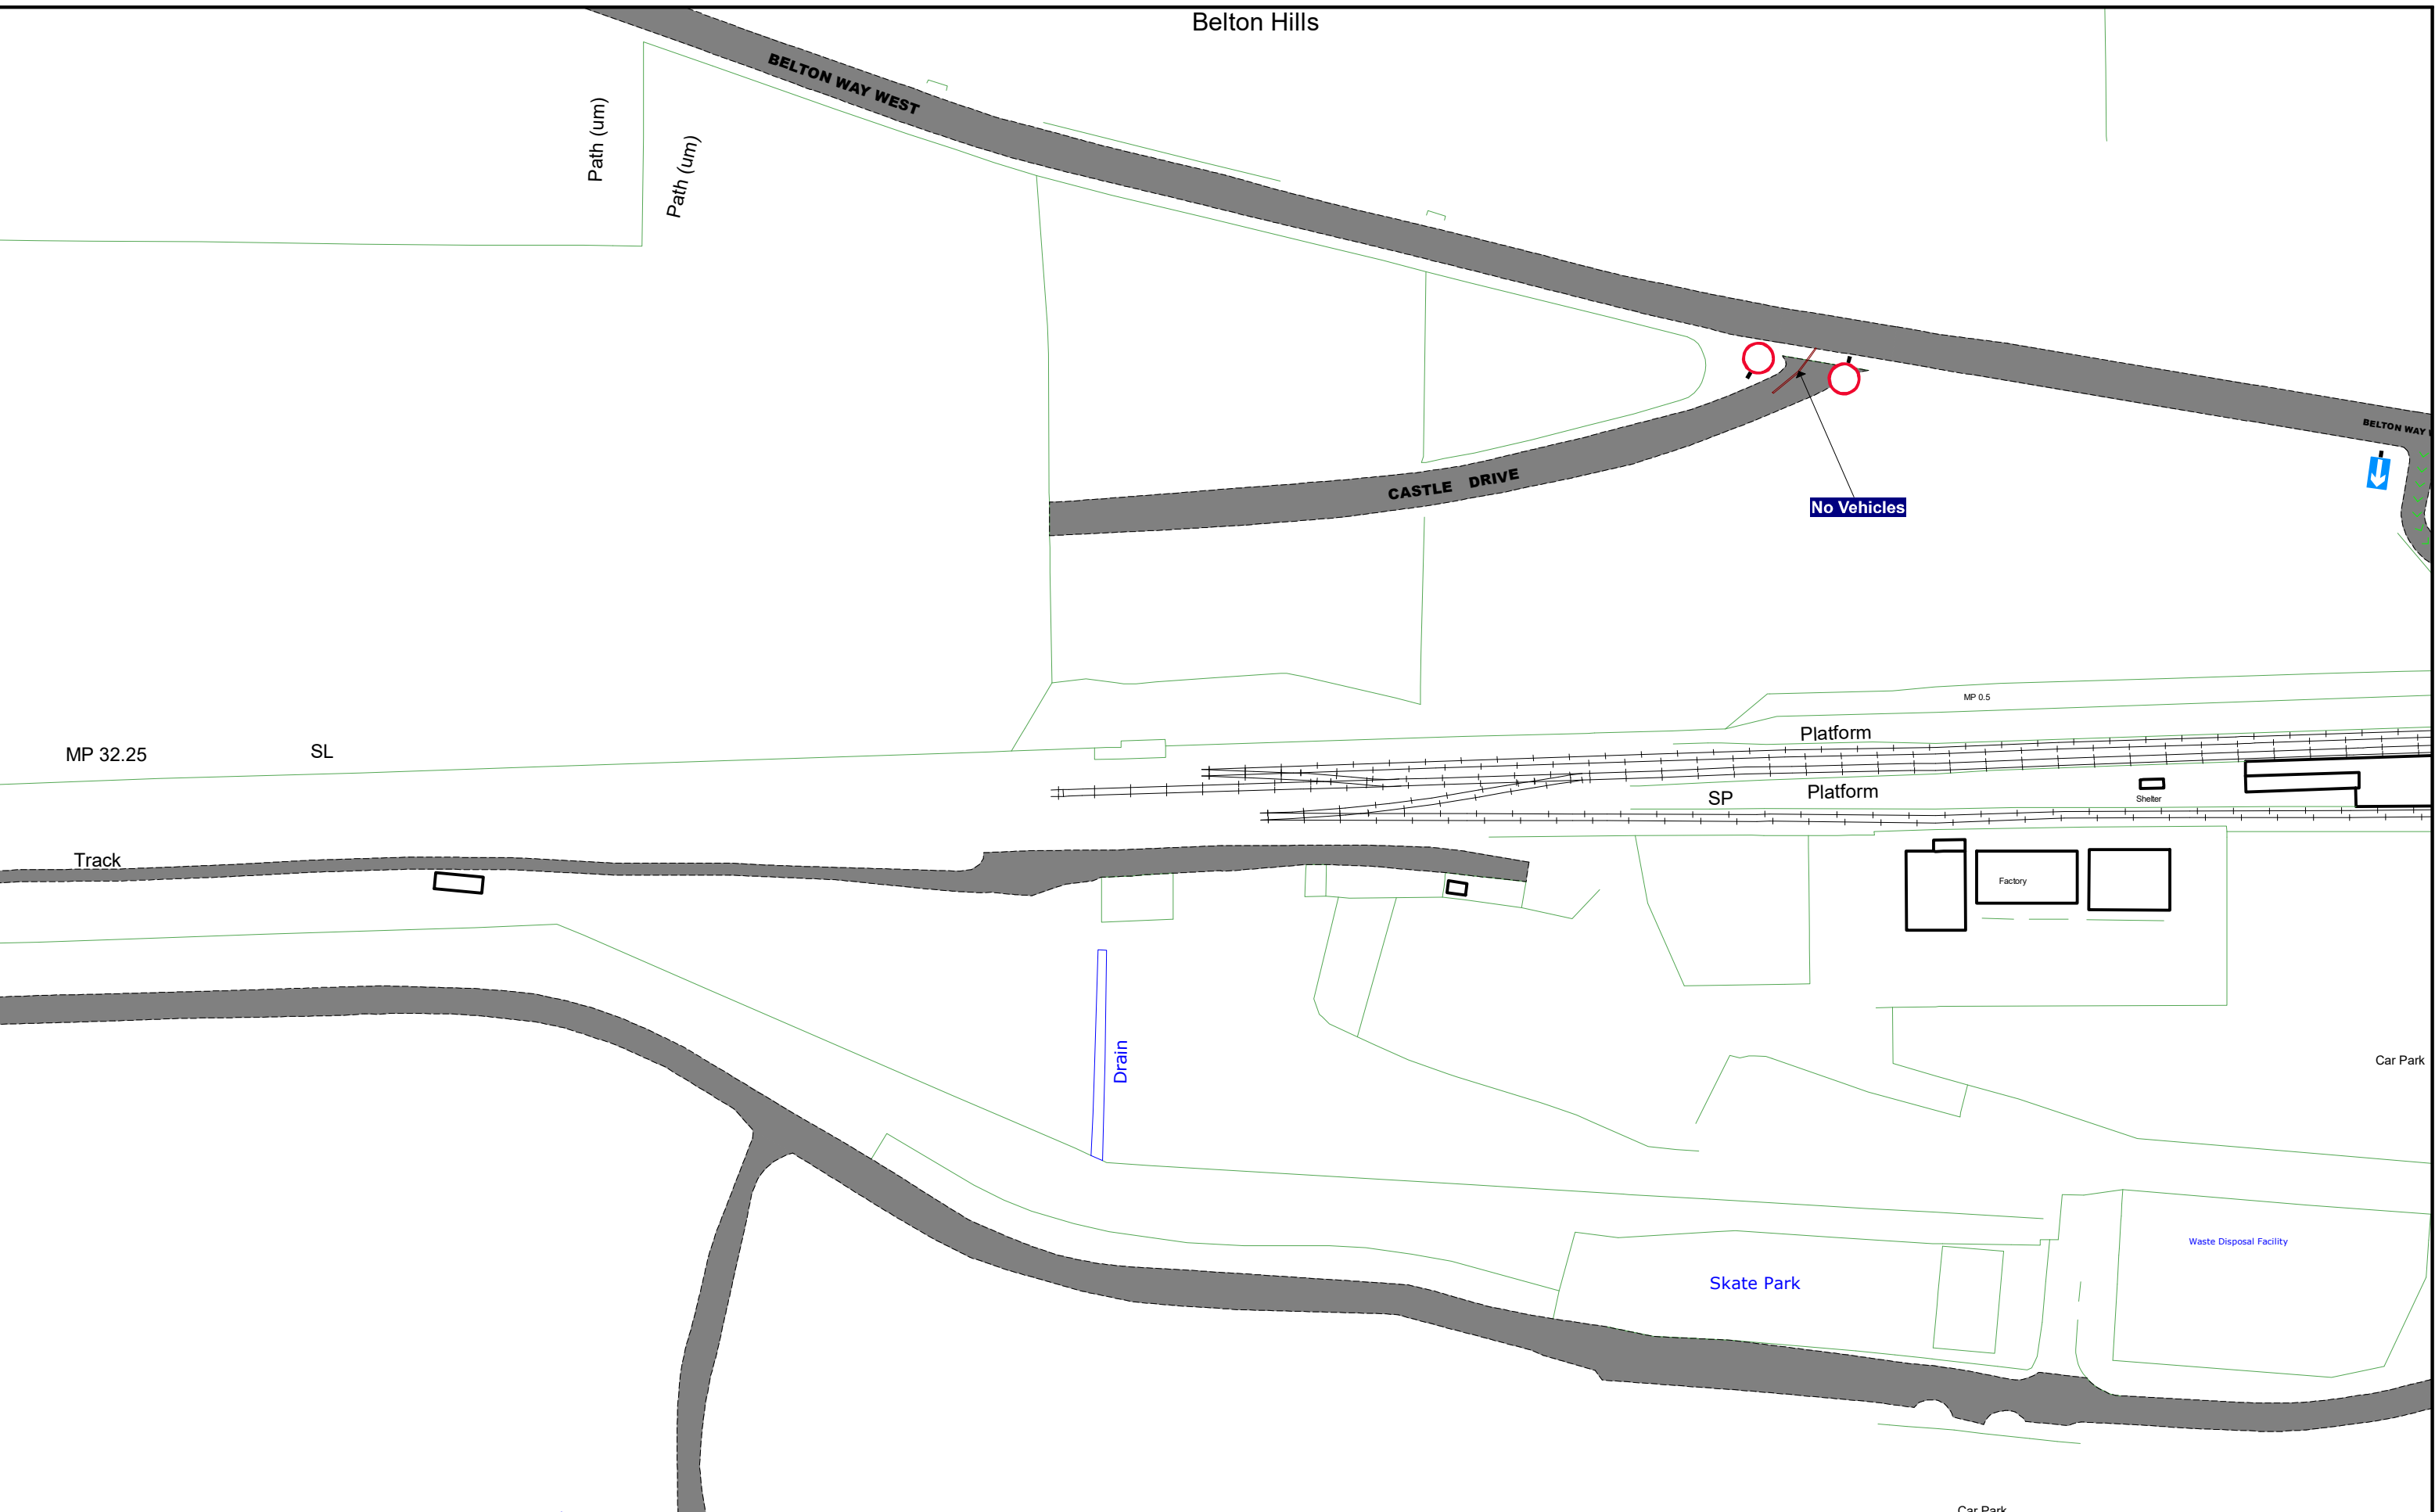 Belton Hills
BELTON WAY WEST
Path (um)
Path (um)
BELTON WAY
CASTLE DRIVE
No Vehicles
MP 0.5
Platform
MP 32.25
SL
Platform
SP
Shelter
Track
Factory
Drain
Car Park
Waste Disposal Facility
Skate Park
Car Park